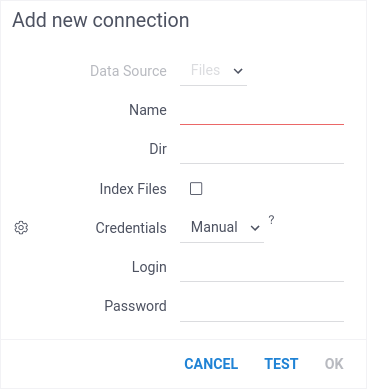 Add new connection
Data Source Files
Name
Dir
Index Files
Credentials Manual ?
Login
Password
CANCEL TEST OK